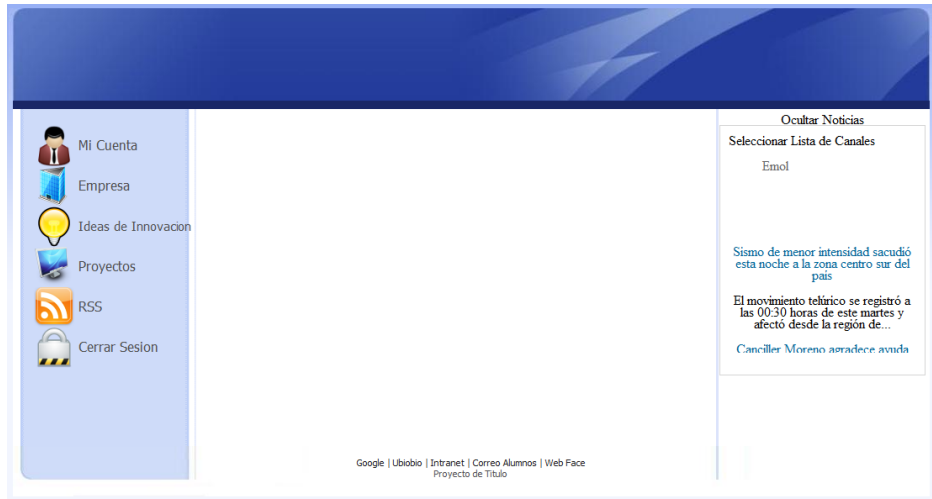 Mi Cuenta
Empresa
Ideas de Innovacion
Proyectos
RSS
Cerrar Sesion
Ocultar Noticias
Seleccionar Lista de Canales
Emol
Sismo de menor intensidad sacudió
esta noche a la zona centro sur del
país
El movimiento telúrico se registró a
las 00:30 horas de este martes y
afectó desde la región de...
Canciller Moreno agradece ayuda
Google | Ubiobio | Intranet | Correo Alumnos | Web Face
Proyecto de Titulo